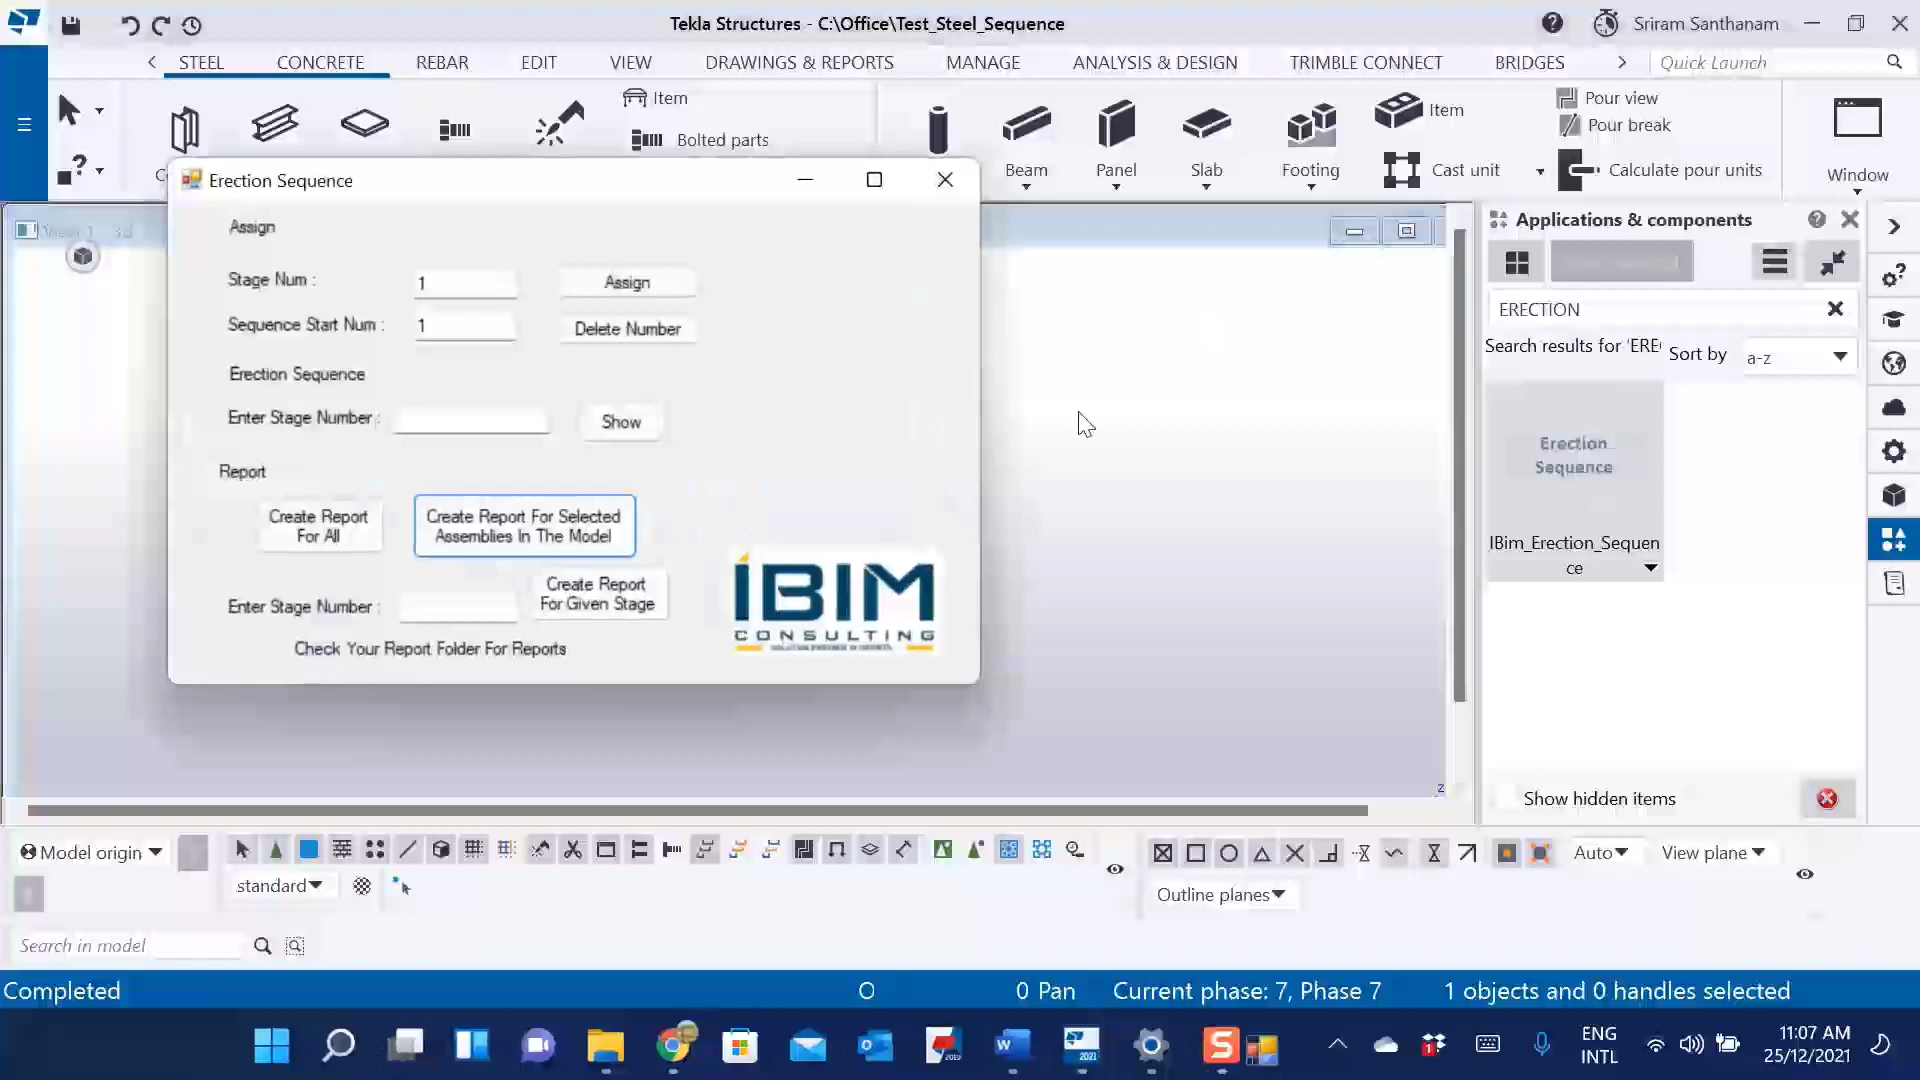 Tekla Structures - C:\Office\Test_Steel_Sequence
Sriram Santhanam
STEEL CONCRETE REBAR EDIT VIEW DRAWINGS & REPORTS MANAGE ANALYSIS & DESIGN TRIMBLE CONNECT BRIDGES
Quick Launch
Item
Bolted parts
Beam
Panel
Slab
Footing
Item
Cast unit
Pour view
Pour break
Calculate pour units
Window
Erection Sequence
Assign
Stage Num : 1 Assign
Sequence Start Num : 1 Delete Number
Erection Sequence
Enter Stage Number : Show
Report
Create Report
For All
Create Report For Selected
Assemblies In The Model
Enter Stage Number :
Create Report
For Given Stage
Check Your Report Folder For Reports
IBIM
CONSULTING
Applications & components
ERECTION
Search results for 'ERE
Sort by a-z
Erection
Sequence
IBim_Erection_Sequen
ce
Show hidden items
z
Model origin
standard
Auto
View plane
Outline planes
Search in model
Completed O 0 Pan Current phase: 7, Phase 7 1 objects and 0 handles selected
2019
2021
1
ENG
INTL
11:07 AM
25/12/2021